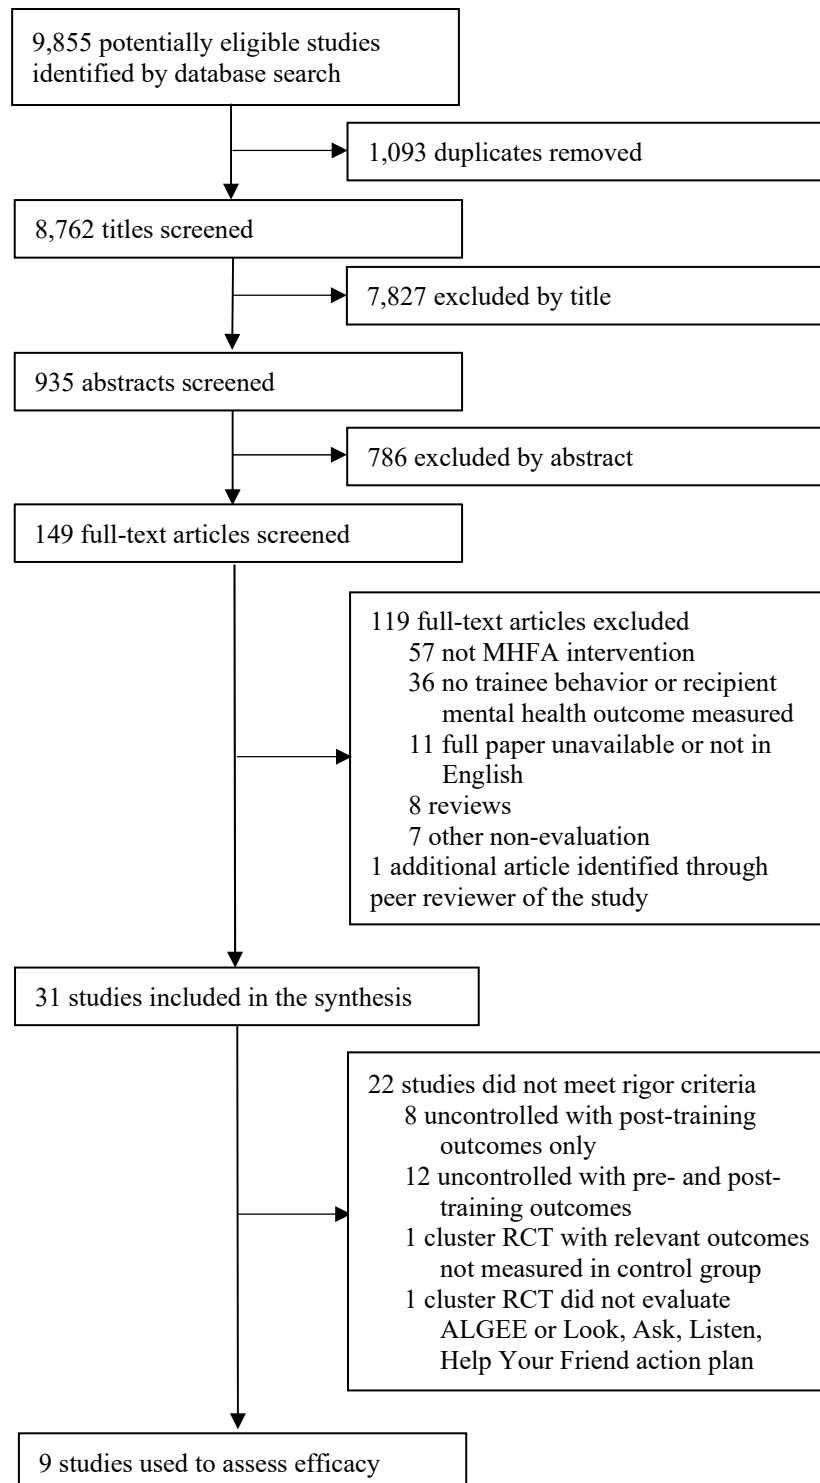 9,855 potentially eligible studies
identified by database search
1,093 duplicates removed
8,762 titles screened
7,827 excluded by title
935 abstracts screened
786 excluded by abstract
149 full-text articles screened
119 full-text articles excluded
57 not MHFA intervention
36 no trainee behavior or recipient
mental health outcome measured
11 full paper unavailable or not in
English
8 reviews
7 other non-evaluation
1 additional article identified through
peer reviewer of the study
31 studies included in the synthesis
22 studies did not meet rigor criteria
8 uncontrolled with post-training
outcomes only
12 uncontrolled with pre- and post-
training outcomes
1 cluster RCT with relevant outcomes
not measured in control group
1 cluster RCT did not evaluate
ALGEE or Look, Ask, Listen,
Help Your Friend action plan
9 studies used to assess efficacy